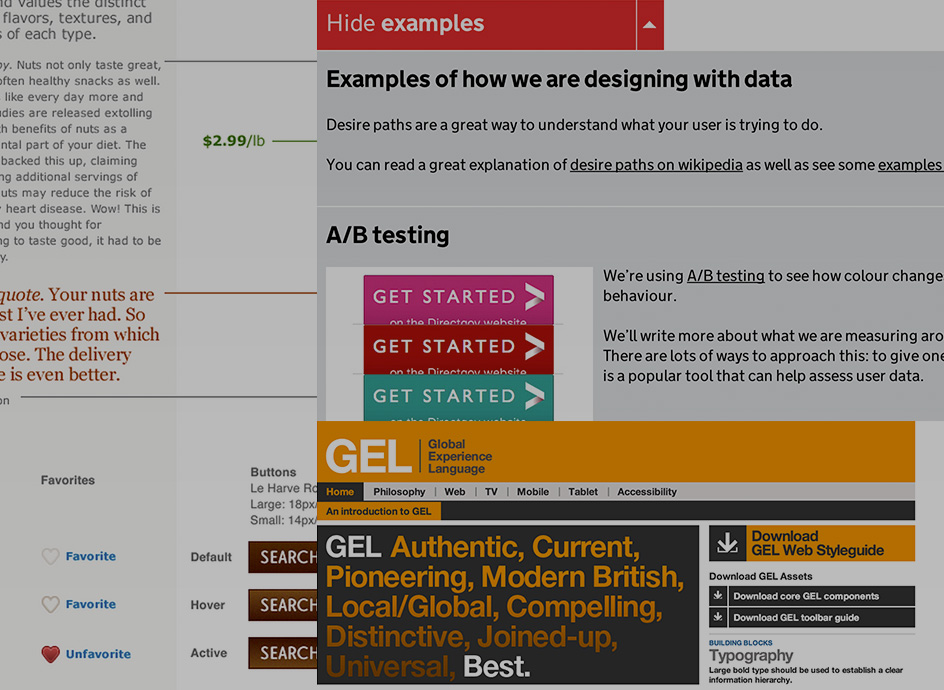 nd values the distinct
flavors, textures, and
s of each type.
by. Nuts not only taste great,
often healthy snacks as well.
like every day more and
udies are released extolling
th benefits of nuts as a
ntal part of your diet. The
backed this up, claiming
ng additional servings of
uts may reduce the risk of
y heart disease. Wow! This is
nd you thought for
ng to taste good, it had to be
y.
$2.99/lb
quote. Your nuts are
st I've ever had. So
varieties from which
ose. The delivery
e is even better.
on
Favorites
Favorite
Favorite
Unfavorite
Buttons
Le Harve Ro
Large: 18px/
Small: 14px/
Default
SEARCH
Hover
SEARCH
Active
SEARCH
Hide examples
Examples of how we are designing with data
Desire paths are a great way to understand what your user is trying to do.
You can read a great explanation of desire paths on wikipedia as well as see some examples
A/B testing
GET STARTED
on the Directgov website
GET STARTED
on the Directgov website
GET STARTED
on the Directgov website
We're using A/B testing to see how colour change
behaviour.
We'll write more about what we are measuring aro
There are lots of ways to approach this: to give one
is a popular tool that can help assess user data.
GEL
Global
Experience
Language
Home Philosophy | Web | TV | Mobile | Tablet | Accessibility
An introduction to GEL
GEL Authentic, Current,
Pioneering, Modern British,
Local/Global, Compelling,
Distinctive, Joined-up,
Universal, Best.
Download
GEL Web Styleguide
Download GEL Assets
Download core GEL components
Download GEL toolbar guide
BUILDING BLOCKS
Typography
Large bold type should be used to establish a clear
information hierarchy.